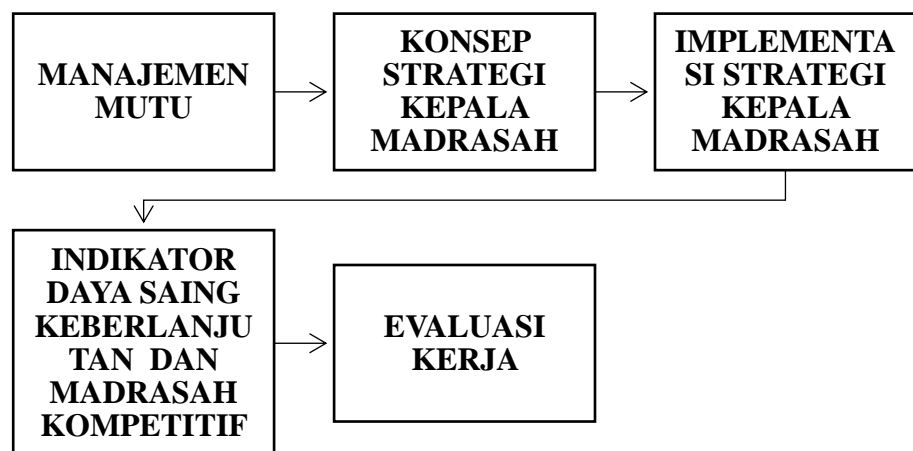 MANAJEMEN
MUTU
KONSEP
STRATEGI
KEPALA
MADRASAH
IMPLEMENTA
SI STRATEGI
KEPALA
MADRASAH
INDIKATOR
DAYA SAING
KEBERLANJU
TAN DAN
MADRASAH
KOMPETITIF
EVALUASI
KERJA